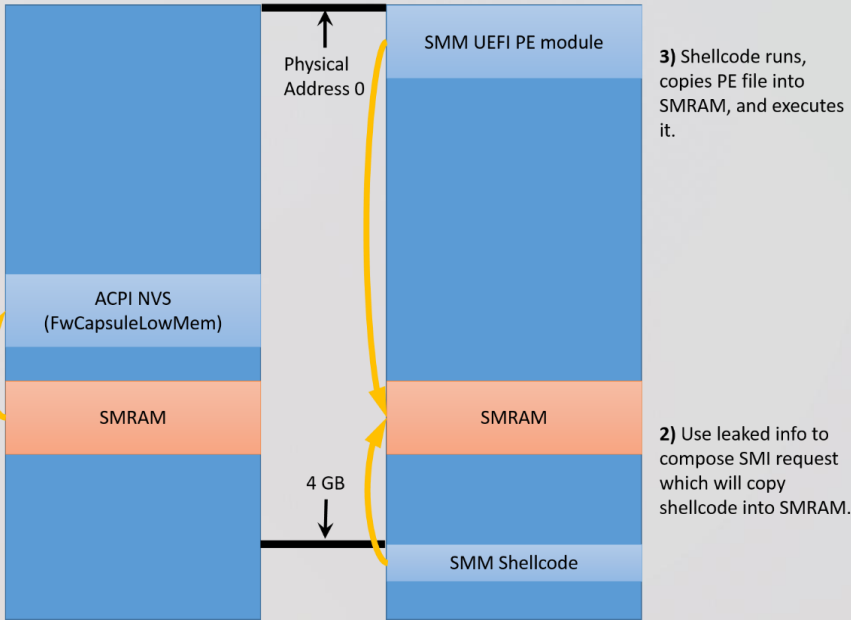 SMM UEFI PE module
Physical
Address 0
3) Shellcode runs,
copies PE file into
SMRAM, and executes
it.
ACPI NVS
(FwCapsuleLowMem)
SMRAM
SMRAM
2) Use leaked info to
compose SMI request
which will copy
shellcode into SMRAM.
4 GB
SMM Shellcode